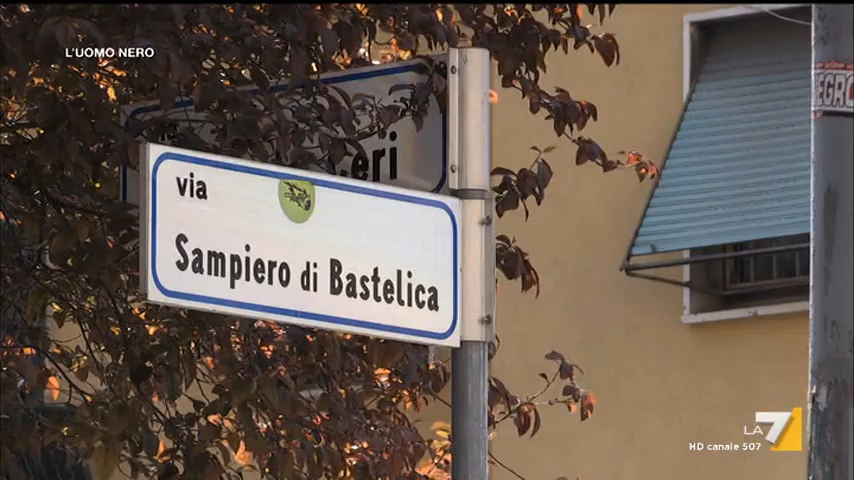 L'UOMO NERO
via
Sampiero di Bastelica
LA7
HD canale 507